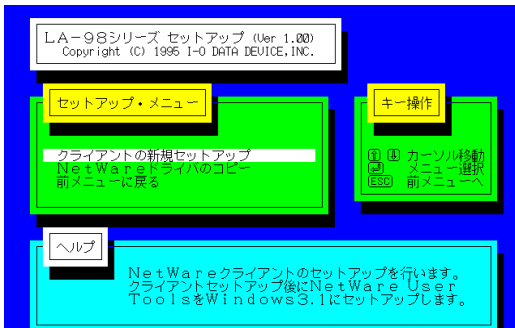 LA-98シリーズ セットアップ (Ver 1.00)
Copyright (C) 1995 I-O DATA DEVICE,INC.
セットアップ・メニュー
クライアントの新規セットアップ
NetWareドライバのコピー
前メニューに戻る
キー操作
⇧ ⇩ カーソル移動
↵ メニュー選択
ESC 前メニューへ
ヘルプ
NetWareクライアントのセットアップを行います。
クライアントセットアップ後にNetWare User
ToolsをWindows3.1にセットアップします。